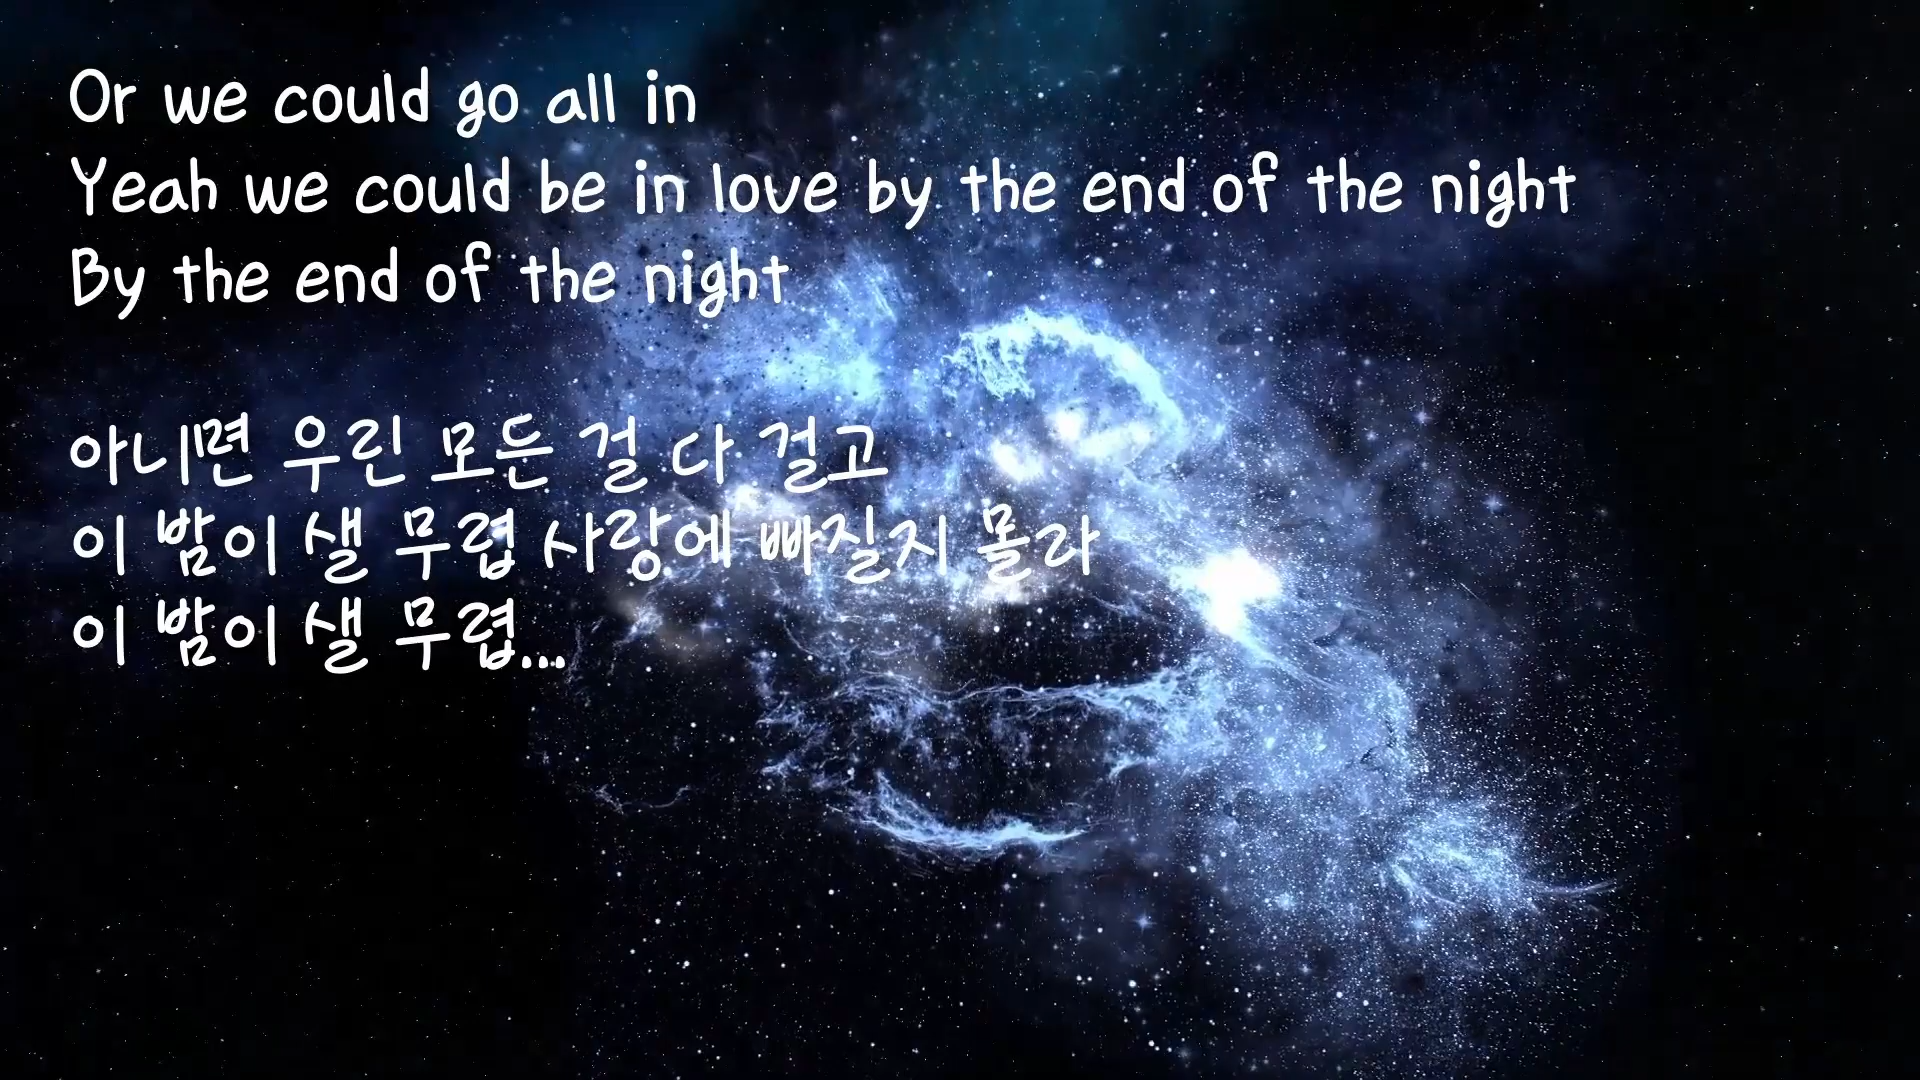 Or we could go all in
Yeah we could be in love by the end of the night
By the end of the night
아니면 우린 모든 걸 다 걸고
이 밤이 샐 무렵 사랑에 빠질지 몰라
이 밤이 샐 무렵...